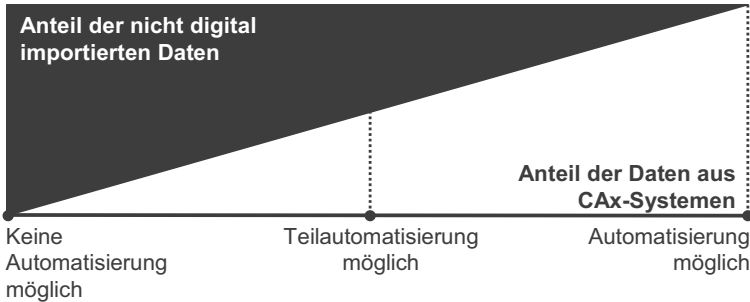 Anteil der nicht digital
importierten Daten
Anteil der Daten aus
CAx-Systemen
Keine
Automatisierung
möglich
Teilautomatisierung
möglich
Automatisierung
möglich